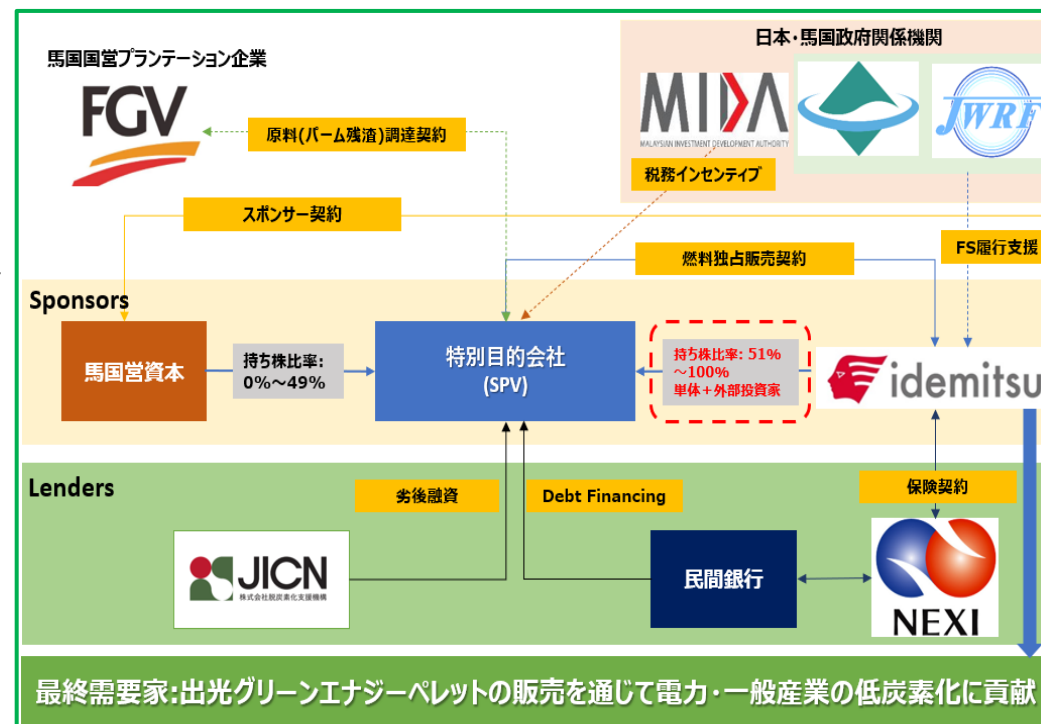 馬国国営プランテーション企業
FGV
日本・馬国政府関係機関
MIDA
MALAYSIAN INVESTMENT DEVELOPMENT AUTHORITY
JWRF
原料(パーム残渣)調達契約
税務インセンティブ
スポンサー契約
FS履行支援
燃料独占販売契約
Sponsors
馬国営資本
持ち株比率:
0%～49%
特別目的会社
(SPV)
持ち株比率: 51%
～100%
単体＋外部投資家
idemitsu
Lenders
劣後融資
Debt Financing
保険契約
JICN
株式会社脱炭素化支援機構
民間銀行
NEXI
最終需要家:出光グリーンエナジーペレットの販売を通じて電力・一般産業の低炭素化に貢献